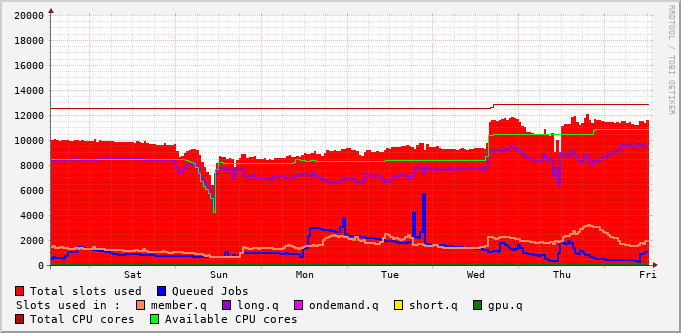 20000
18000
16000
14000
12000
10000
8000
6000
4000
2000
0
Sat Sun Mon Tue Wed Thu Fri
Total slots used Queued Jobs
Slots used in : member.q long.q ondemand.q short.q gpu.q
Total CPU cores Available CPU cores
RRDTOOL / TOBI OETIKER